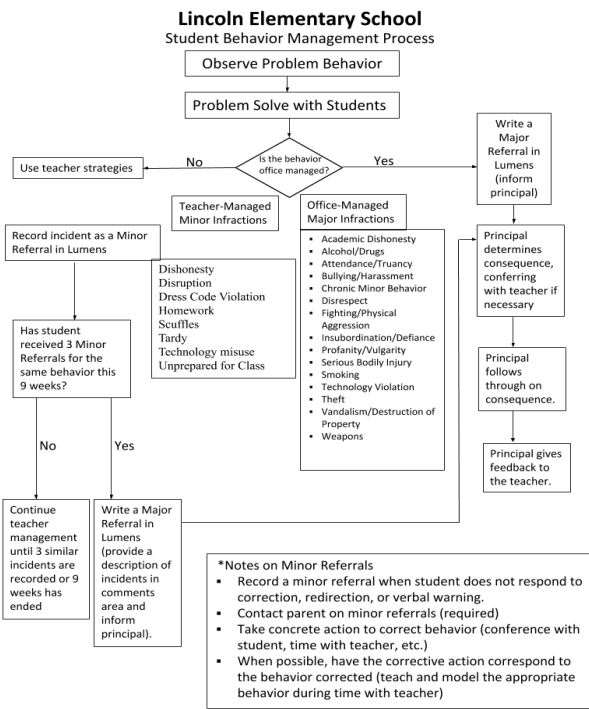 Lincoln Elementary School
Student Behavior Management Process
Observe Problem Behavior
Problem Solve with Students
Is the behavior
office managed?
No
Yes
Use teacher strategies
Write a
Major
Referral in
Lumens
(inform
principal)
Teacher-Managed
Minor Infractions
Office-Managed
Major Infractions
Record incident as a Minor
Referral in Lumens
Dishonesty
Disruption
Dress Code Violation
Homework
Scuffles
Tardy
Technology misuse
Unprepared for Class
▪ Academic Dishonesty
▪ Alcohol/Drugs
▪ Attendance/Truancy
▪ Bullying/Harassment
▪ Chronic Minor Behavior
▪ Disrespect
▪ Fighting/Physical
Aggression
▪ Insubordination/Defiance
▪ Profanity/Vulgarity
▪ Serious Bodily Injury
▪ Smoking
▪ Technology Violation
▪ Theft
▪ Vandalism/Destruction of
Property
▪ Weapons
Principal
determines
consequence,
conferring
with teacher if
necessary
Has student
received 3 Minor
Referrals for the
same behavior this
9 weeks?
Principal
follows
through on
consequence.
No
Yes
Principal gives
feedback to
the teacher.
Continue
teacher
management
until 3 similar
incidents are
recorded or 9
weeks has
ended
Write a Major
Referral in
Lumens
(provide a
description of
incidents in
comments
area and
inform
principal).
*Notes on Minor Referrals
▪ Record a minor referral when student does not respond to
correction, redirection, or verbal warning.
▪ Contact parent on minor referrals (required)
▪ Take concrete action to correct behavior (conference with
student, time with teacher, etc.)
▪ When possible, have the corrective action correspond to
the behavior corrected (teach and model the appropriate
behavior during time with teacher)